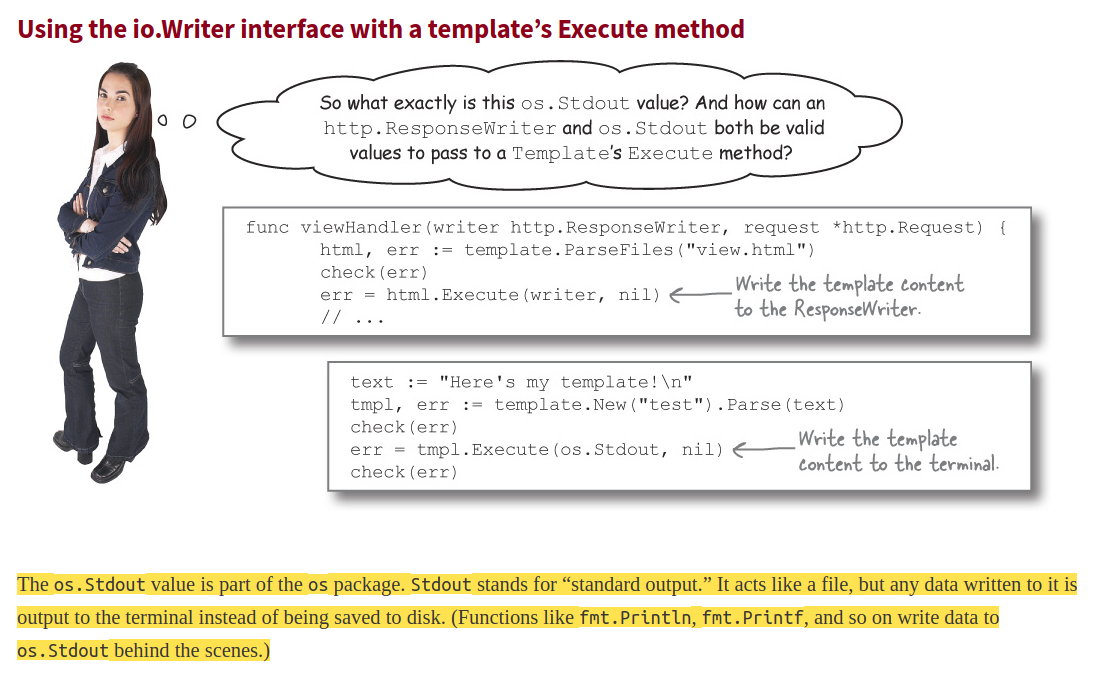 Using the io.Writer interface with a template’s Execute method
So what exactly is this os.Stdout value? And how can an
http.ResponseWriter and os.Stdout both be valid
values to pass to a Template’s Execute method?
func viewHandler(writer http.ResponseWriter, request *http.Request) {
html, err := template.ParseFiles("view.html")
check(err)
err = html.Execute(writer, nil)
Write the template content
to the ResponseWriter.
// ...
text := "Here's my template!\n"
tmpl, err := template.New("test").Parse(text)
check(err)
err = tmpl.Execute(os.Stdout, nil)
Write the template
content to the terminal.
check(err)
The os.Stdout value is part of the os package. Stdout stands for “standard output.” It acts like a file, but any data written to it is
output to the terminal instead of being saved to disk. (Functions like fmt.Println, fmt.Printf, and so on write data to
os.Stdout behind the scenes.)